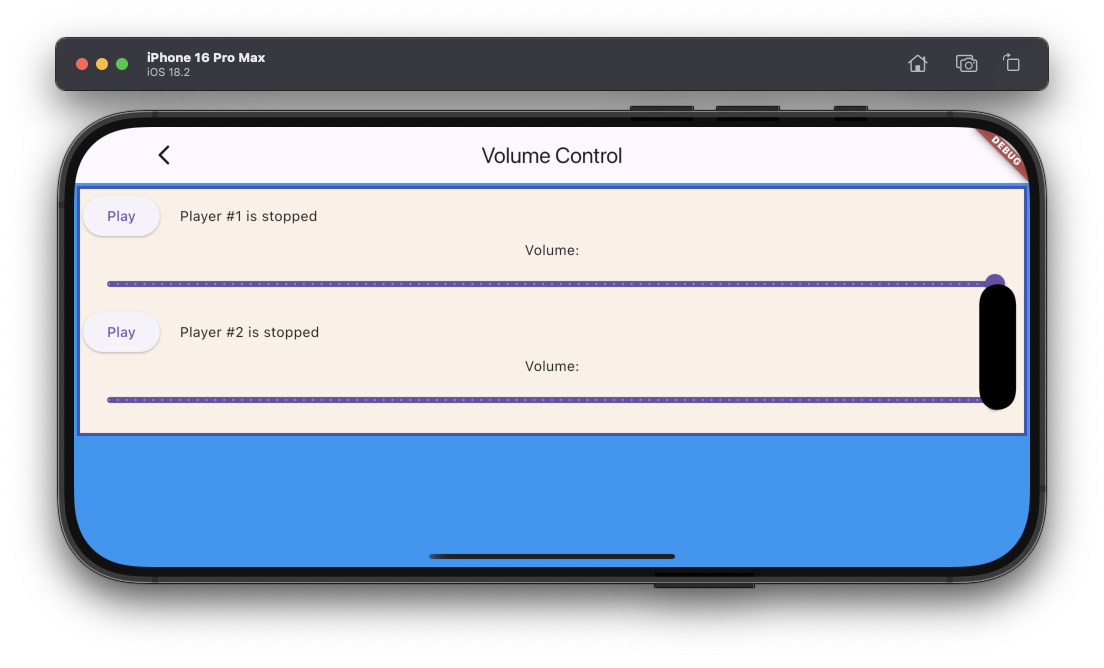 iPhone 16 Pro Max
iOS 18.2
Volume Control
DEBUG
Play
Player #1 is stopped
Volume:
Play
Player #2 is stopped
Volume: